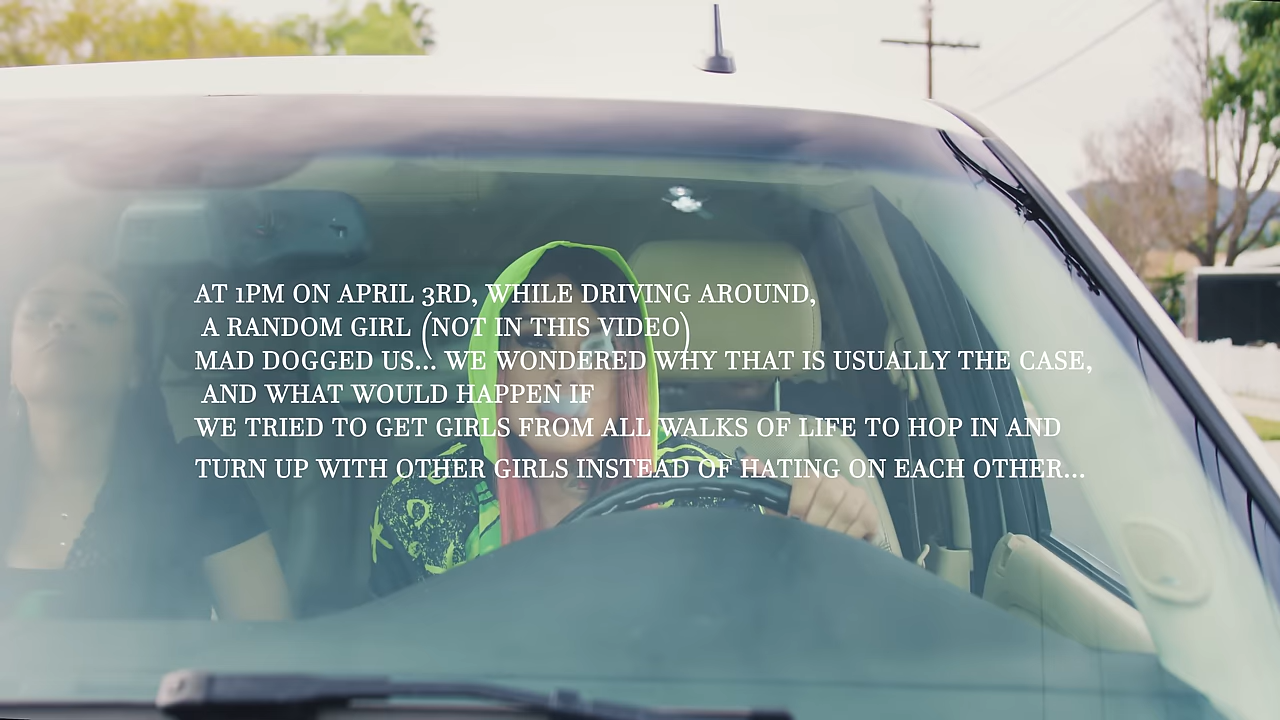 AT 1PM ON APRIL 3RD, WHILE DRIVING AROUND,
A RANDOM GIRL (NOT IN THIS VIDEO)
MAD DOGGED US... WE WONDERED WHY THAT IS USUALLY THE CASE,
AND WHAT WOULD HAPPEN IF
WE TRIED TO GET GIRLS FROM ALL WALKS OF LIFE TO HOP IN AND
TURN UP WITH OTHER GIRLS INSTEAD OF HATING ON EACH OTHER...